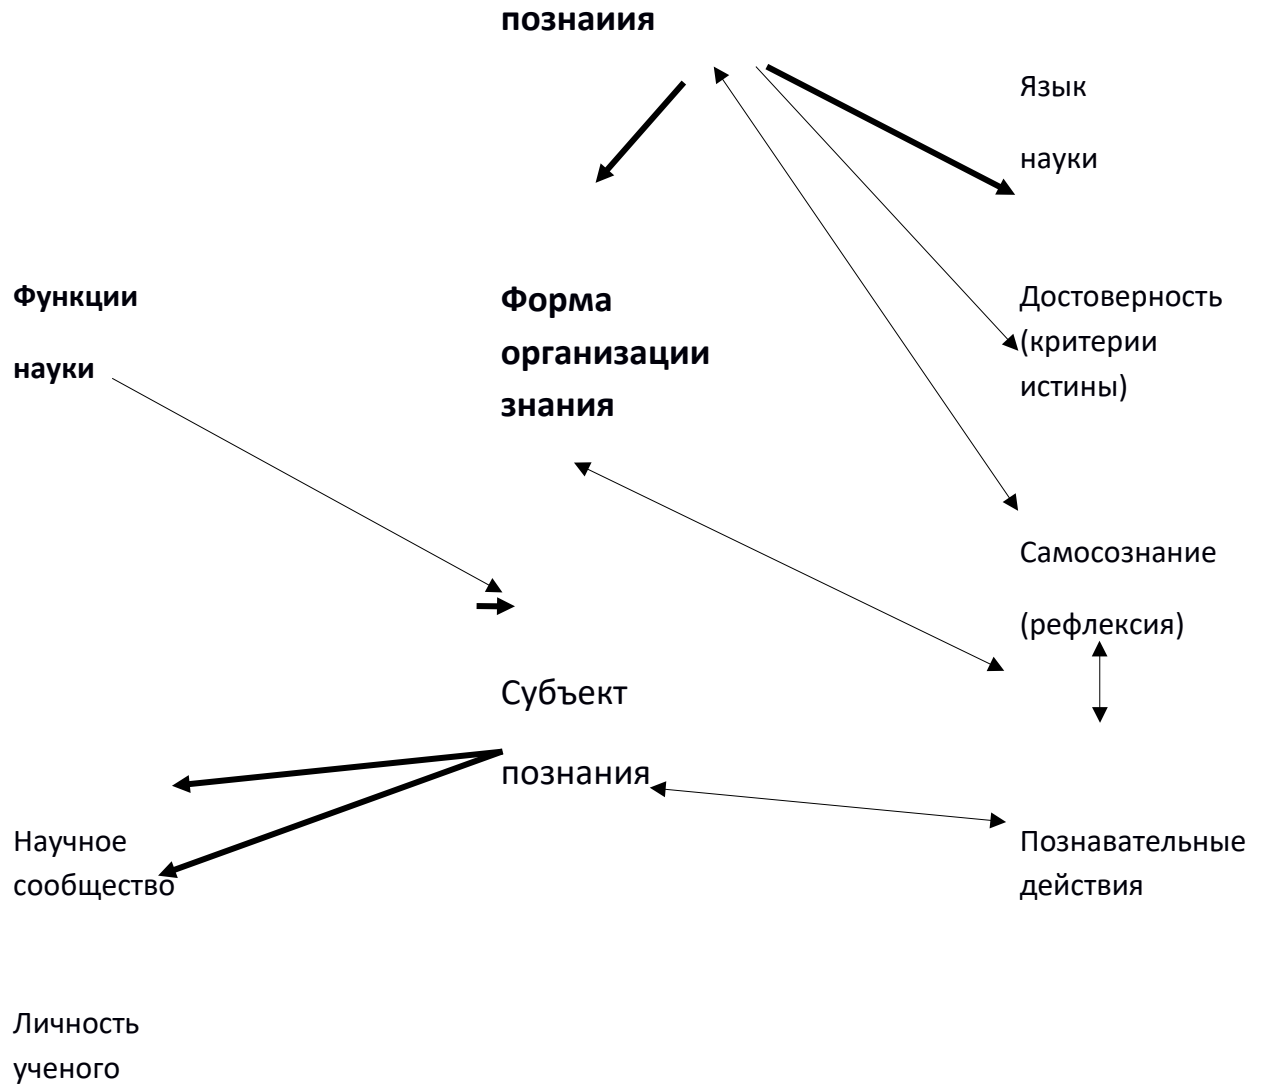 познаиия
Язык
науки
Функции
науки
Форма
организации
знания
Достоверность
(критерии
истины)
Самосознание
(рефлексия)
Субъект
познания
Научное
сообщество
Познавательные
действия
Личность
ученого